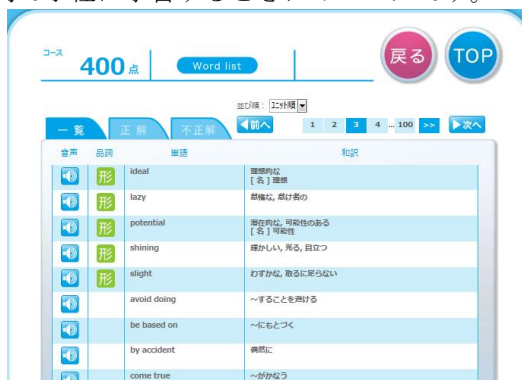 コース
400点
Word list
戻る
TOP
並び順： ユニット順
一 覧
正 解
不正解
前へ
1 2 3 4 ... 100 >>
次へ
音声 品詞 単語 和訳
形 ideal 理想的な
[ 名 ] 理想
形 lazy 怠惰な, 怠け者の
形 potential 潜在的な, 可能性のある
[ 名 ] 可能性
形 shining 輝かしい, 光る, 目立つ
形 slight わずかな, 取るに足らない
avoid doing ～することを避ける
be based on ～にもとづく
by accident 偶然に
come true ～がかなう